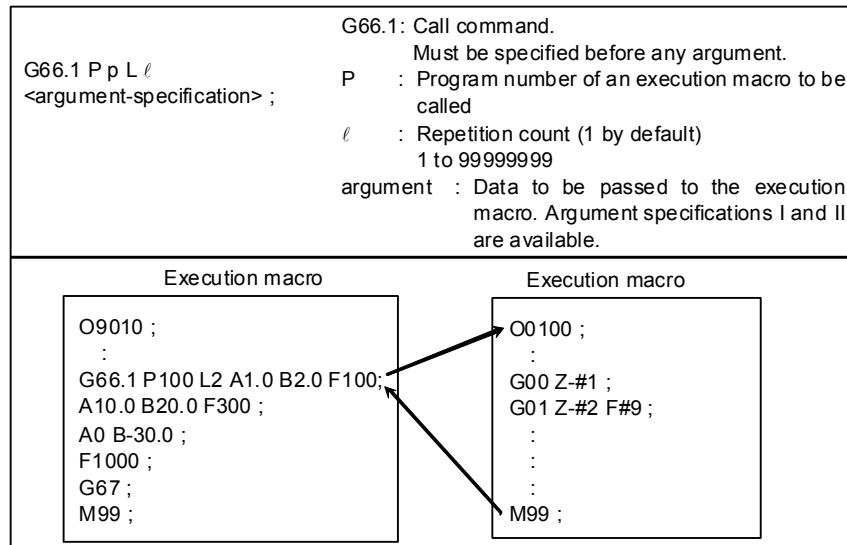 G66.1 P p L ℓ
<argument-specification> ;
G66.1: Call command.
Must be specified before any argument.
P : Program number of an execution macro to be
called
ℓ : Repetition count (1 by default)
1 to 99999999
argument : Data to be passed to the execution
macro. Argument specifications I and II
are available.
Execution macro
O9010 ;
:
G66.1 P100 L2 A1.0 B2.0 F100;
A10.0 B20.0 F300 ;
A0 B-30.0 ;
F1000 ;
G67 ;
M99 ;
Execution macro
O0100 ;
:
G00 Z-#1 ;
G01 Z-#2 F#9 ;
:
:
:
M99 ;